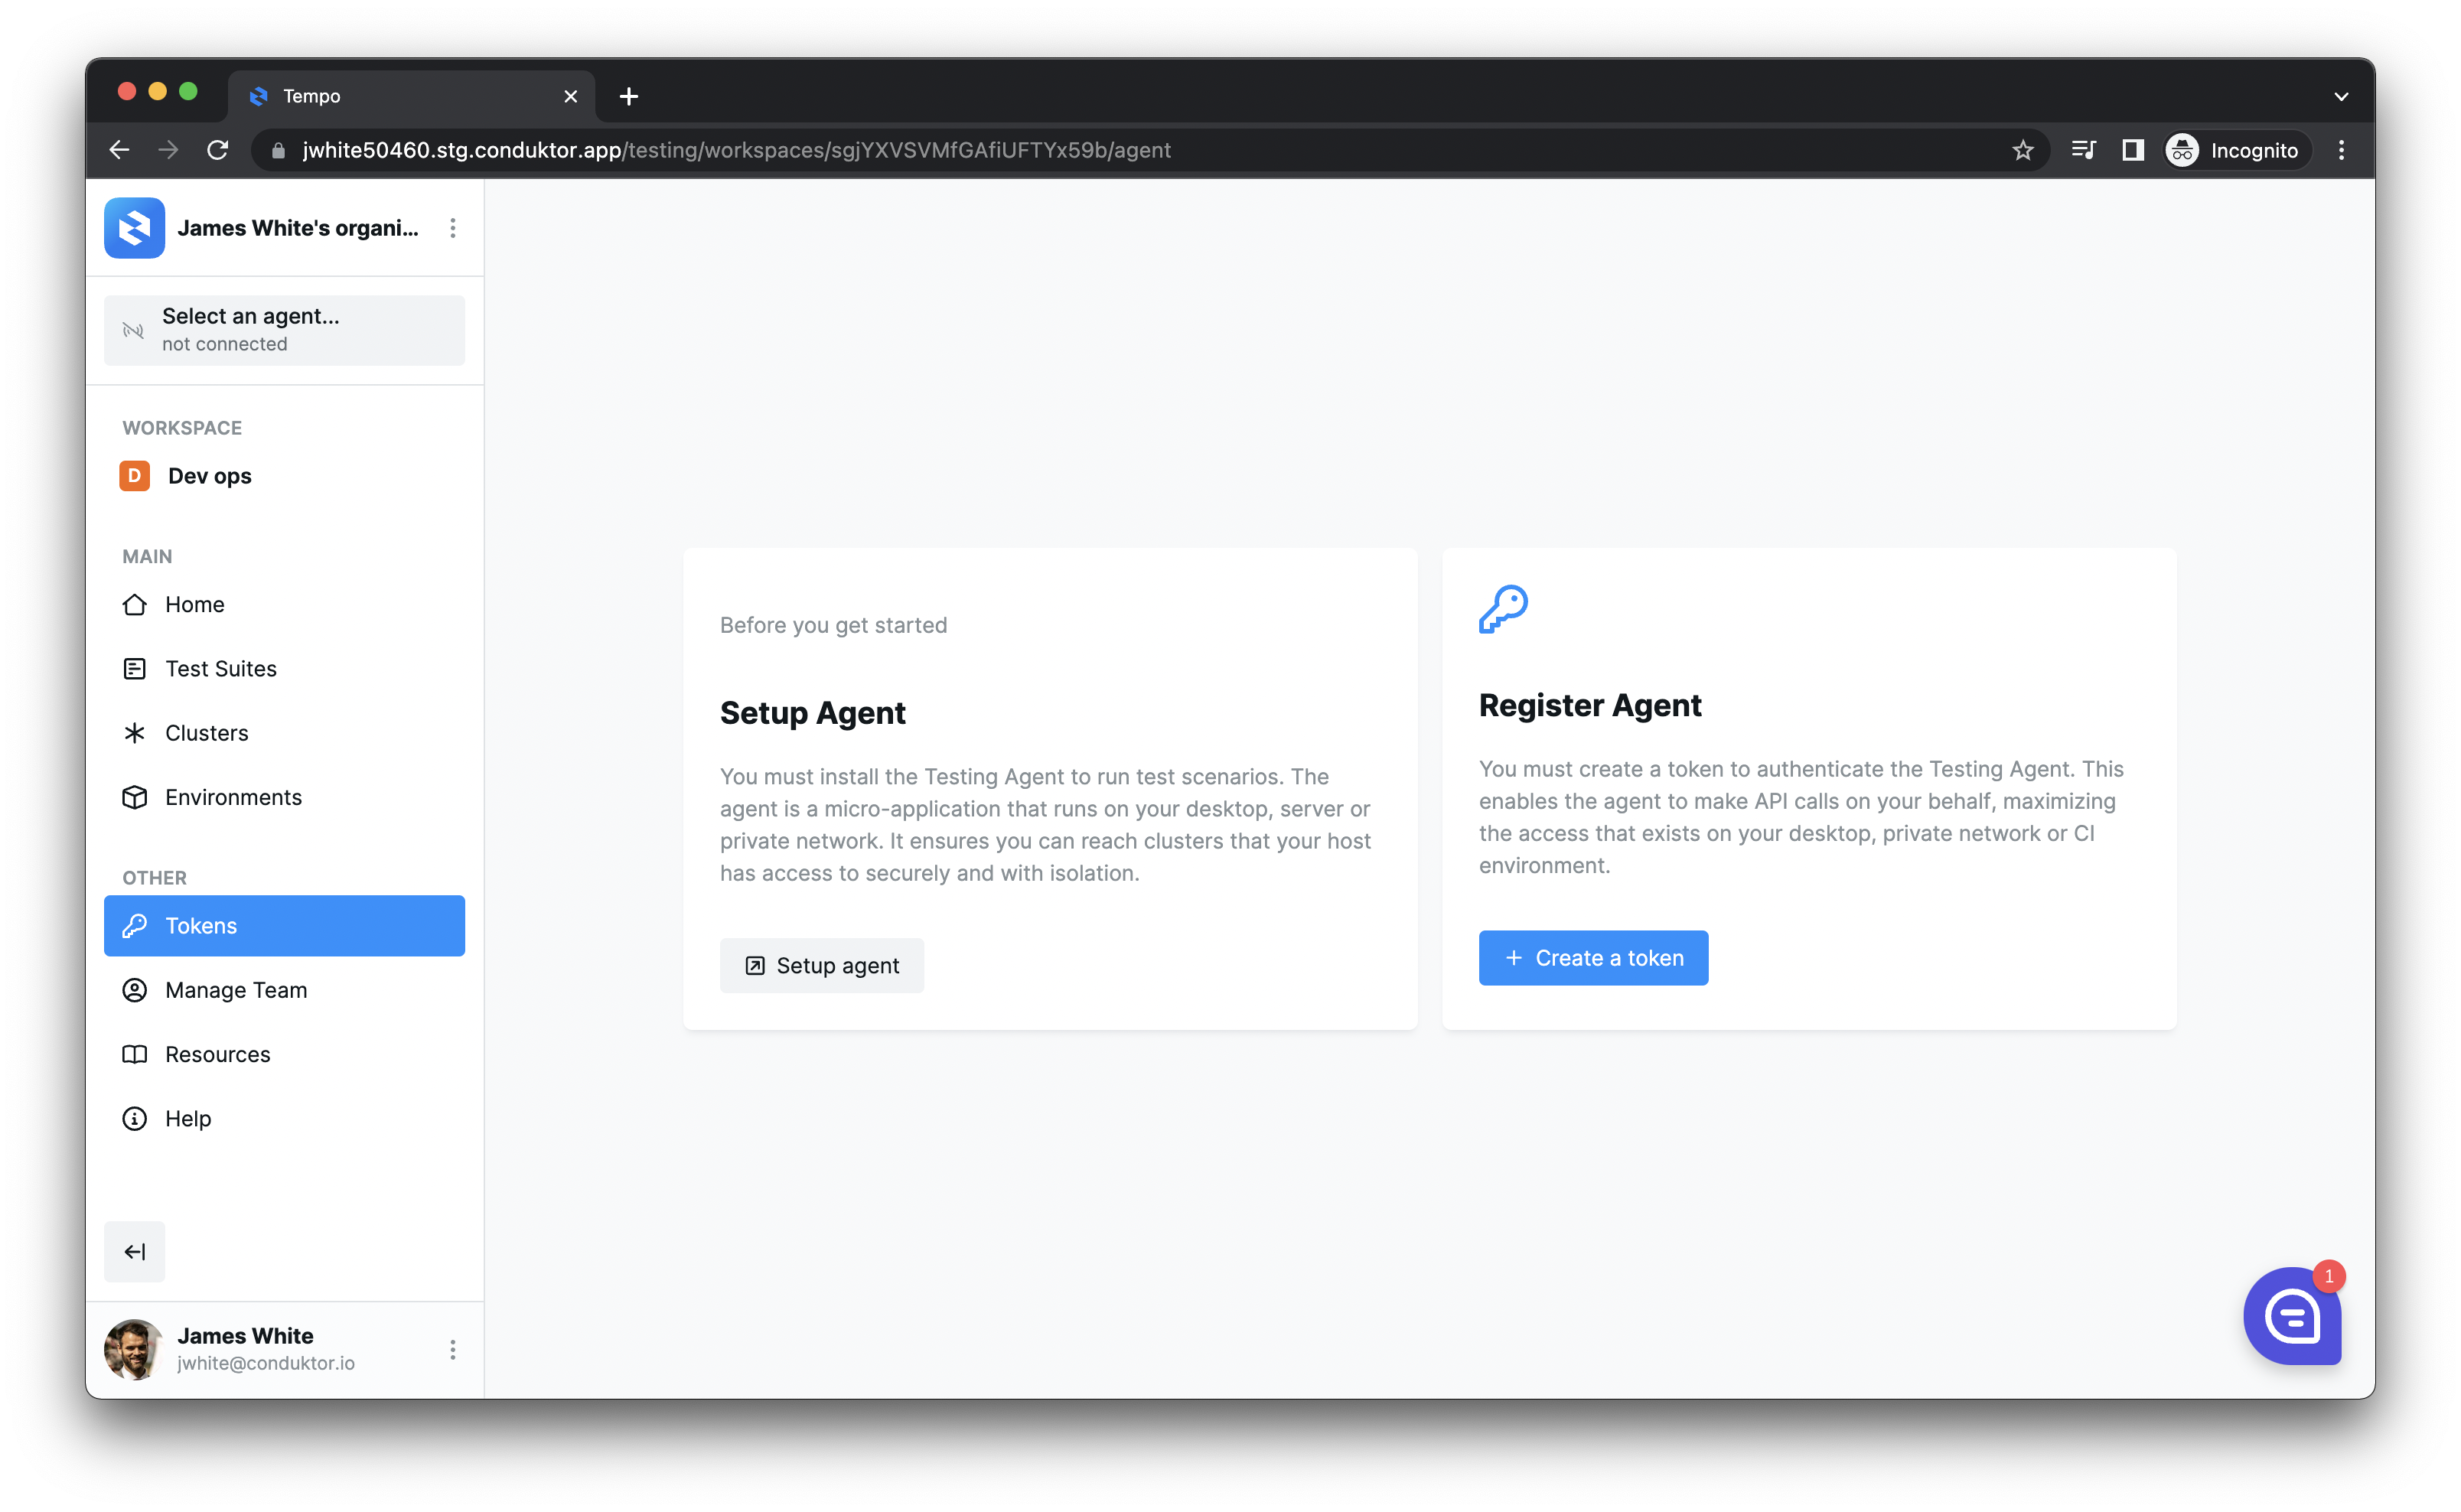 Tempo
jwhite50460.stg.conduktor.app/testing/workspaces/sgjYXVSVMfGAfiUFTYx59b/agent
Incognito
James White's organi...
Select an agent...
not connected
WORKSPACE
D Dev ops
MAIN
Home
Test Suites
Clusters
Environments
OTHER
Tokens
Manage Team
Resources
Help
James White
jwhite@conduktor.io
Before you get started
Setup Agent
You must install the Testing Agent to run test scenarios. The
agent is a micro-application that runs on your desktop, server or
private network. It ensures you can reach clusters that your host
has access to securely and with isolation.
Setup agent
Register Agent
You must create a token to authenticate the Testing Agent. This
enables the agent to make API calls on your behalf, maximizing
the access that exists on your desktop, private network or CI
environment.
+ Create a token
1